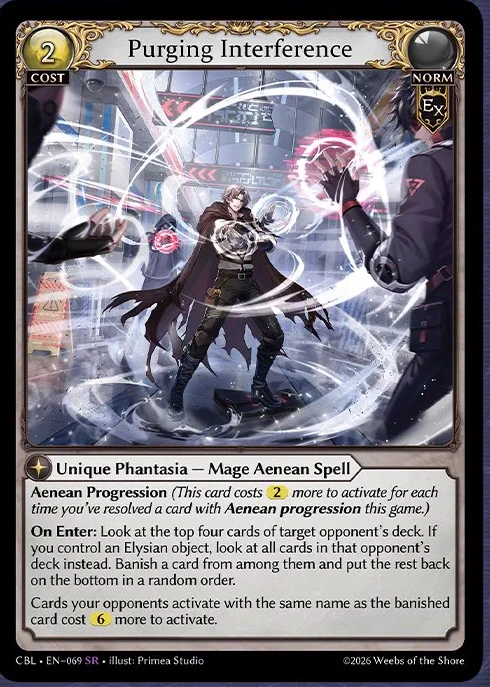 2
Purging Interference
COST
NORM
Ex
Unique Phantasia — Mage Aenean Spell
Aenean Progression (This card costs 2 more to activate for each
time you've resolved a card with Aenean progression this game.)
On Enter: Look at the top four cards of target opponent's deck. If
you control an Elysian object, look at all cards in that opponent's
deck instead. Banish a card from among them and put the rest back
on the bottom in a random order.
Cards your opponents activate with the same name as the banished
card cost 6 more to activate.
CBL • EN-069 SR • illust: Primea Studio
©2026 Weebs of the Shore